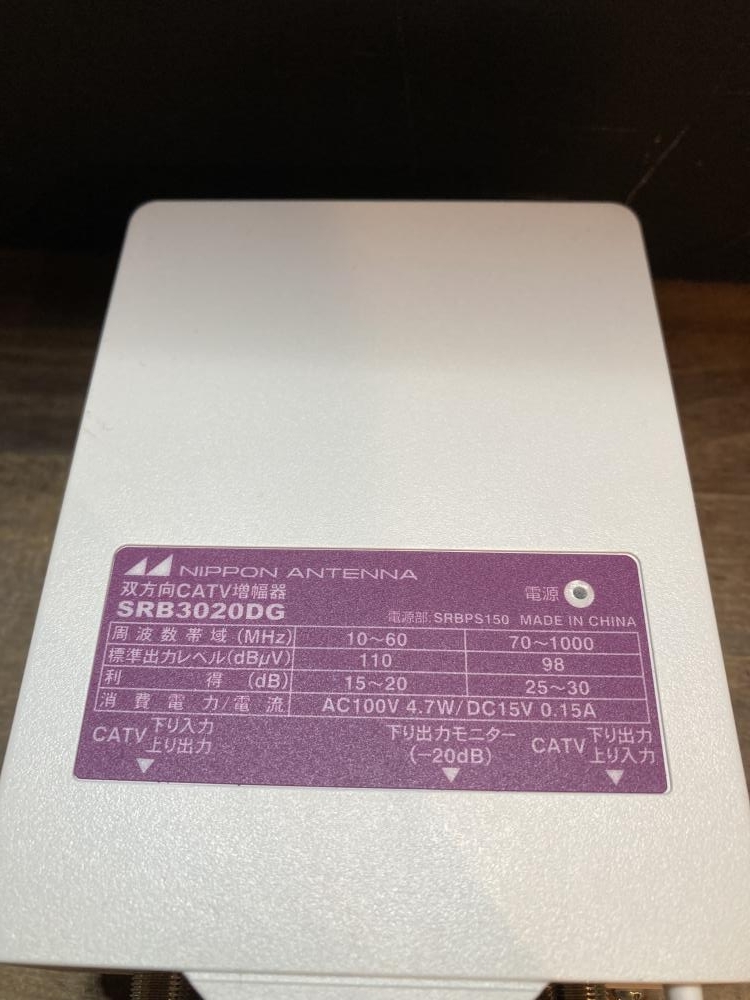 NIPPON ANTENNA
双方向CATV増幅器
SRB3020DG
電源
電源部:SRBPS150 MADE IN CHINA
周波数帯域(MHz) 10～60 70～1000
標準出力レベル(dBμV) 110 98
利得(dB) 15～20 25～30
消費電力/電流 AC100V 4.7W/DC15V 0.15A
CATV 下り入力
上り出力
下り出力モニター
(−20dB)
CATV 下り出力
上り入力